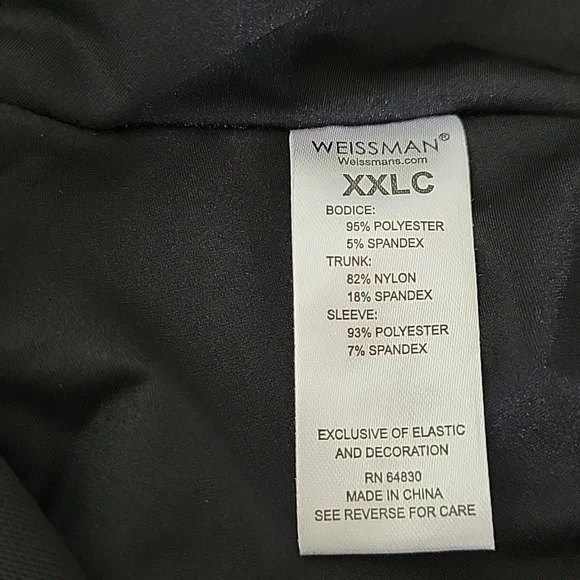 WEISSMAN®
Weissmans.com
XXLC
BODICE:
95% POLYESTER
5% SPANDEX
TRUNK:
82% NYLON
18% SPANDEX
SLEEVE:
93% POLYESTER
7% SPANDEX
EXCLUSIVE OF ELASTIC
AND DECORATION
RN 64830
MADE IN CHINA
SEE REVERSE FOR CARE